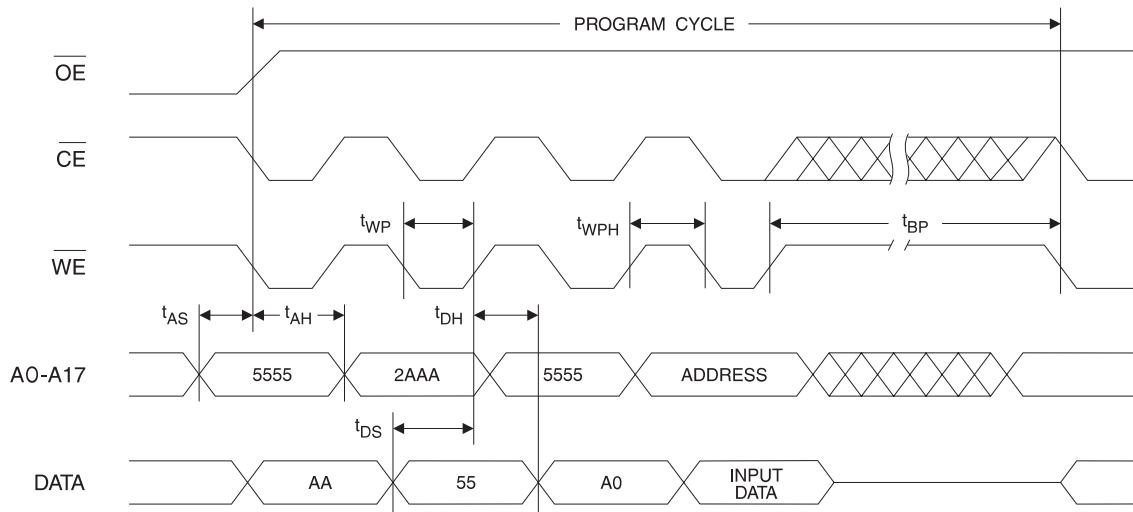 PROGRAM CYCLE
OE
CE
tWP
tWPH
tBP
WE
tAS
tAH
tDH
A0-A17
5555
2AAA
5555
ADDRESS
tDS
DATA
AA
55
A0
INPUT
DATA